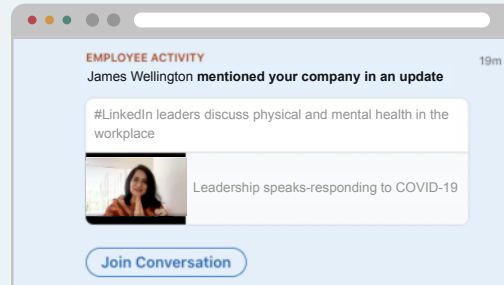 EMPLOYEE ACTIVITY
19m
James Wellington mentioned your company in an update
#LinkedIn leaders discuss physical and mental health in the
workplace
Leadership speaks-responding to COVID-19
Join Conversation